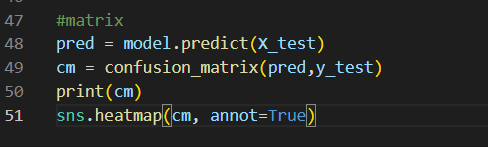 47 #matrix
48 pred = model.predict(X_test)
49 cm = confusion_matrix(pred,y_test)
50 print(cm)
51 sns.heatmap(cm, annot=True)